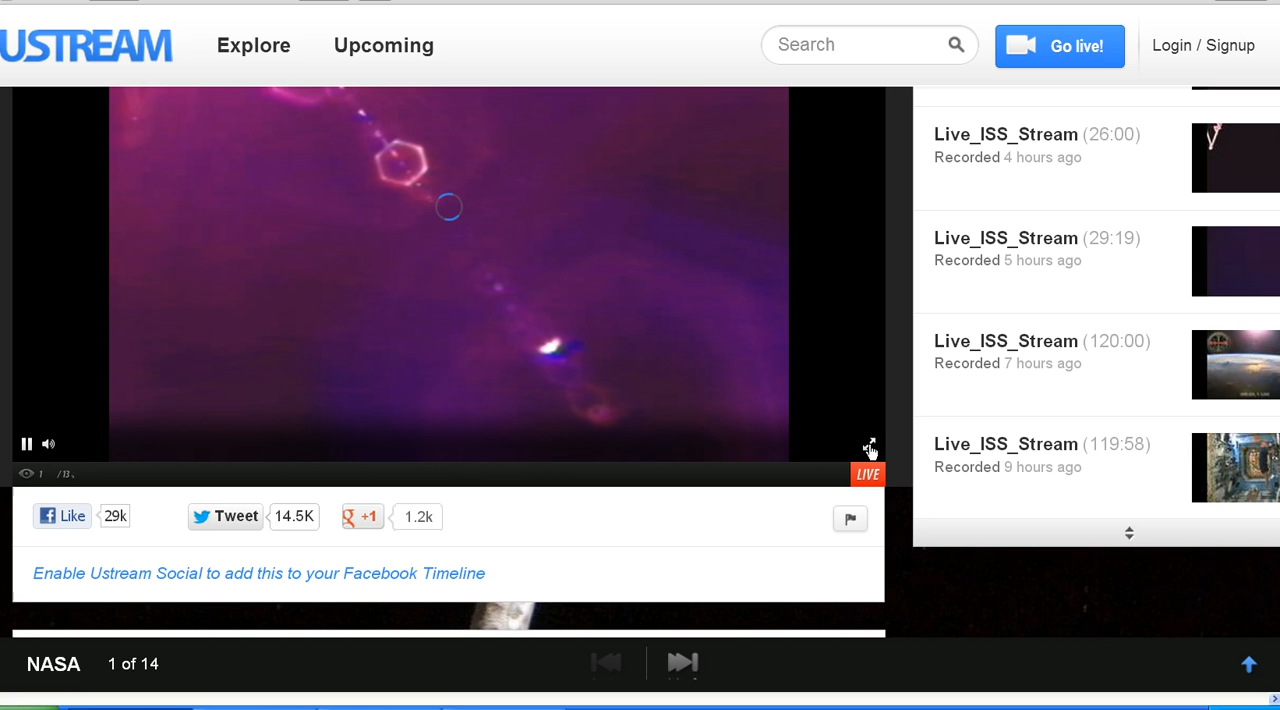 USTREAM
Explore
Upcoming
Search
Go live!
Login / Signup
Live_ISS_Stream (26:00)
Recorded 4 hours ago
Live_ISS_Stream (29:19)
Recorded 5 hours ago
Live_ISS_Stream (120:00)
Recorded 7 hours ago
Live_ISS_Stream (119:58)
Recorded 9 hours ago
LIVE
Like
29k
Tweet
14.5K
g +1
1.2k
Enable Ustream Social to add this to your Facebook Timeline
NASA
1 of 14